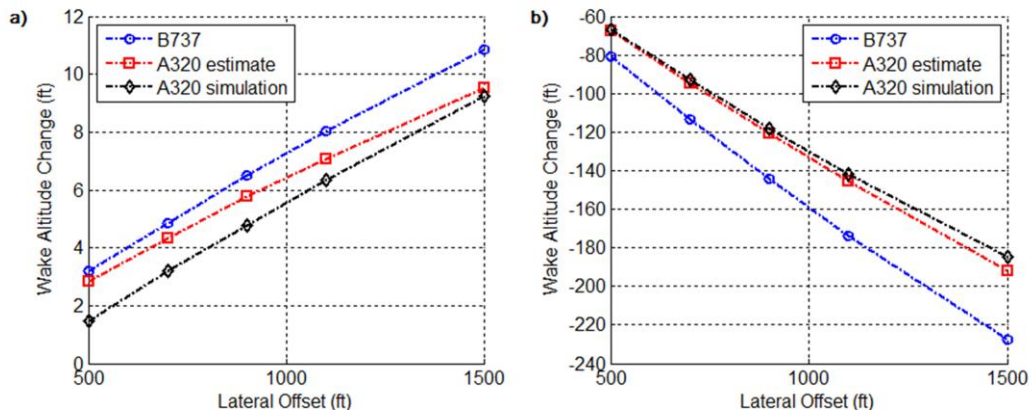 a)
12
10
8
6
4
2
0
Wake Altitude Change (ft)
B737
A320 estimate
A320 simulation
500
1000
1500
Lateral Offset (ft)
b)
-60
-80
-100
-120
-140
-160
-180
-200
-220
-240
Wake Altitude Change (ft)
B737
A320 estimate
A320 simulation
500
1000
1500
Lateral Offset (ft)